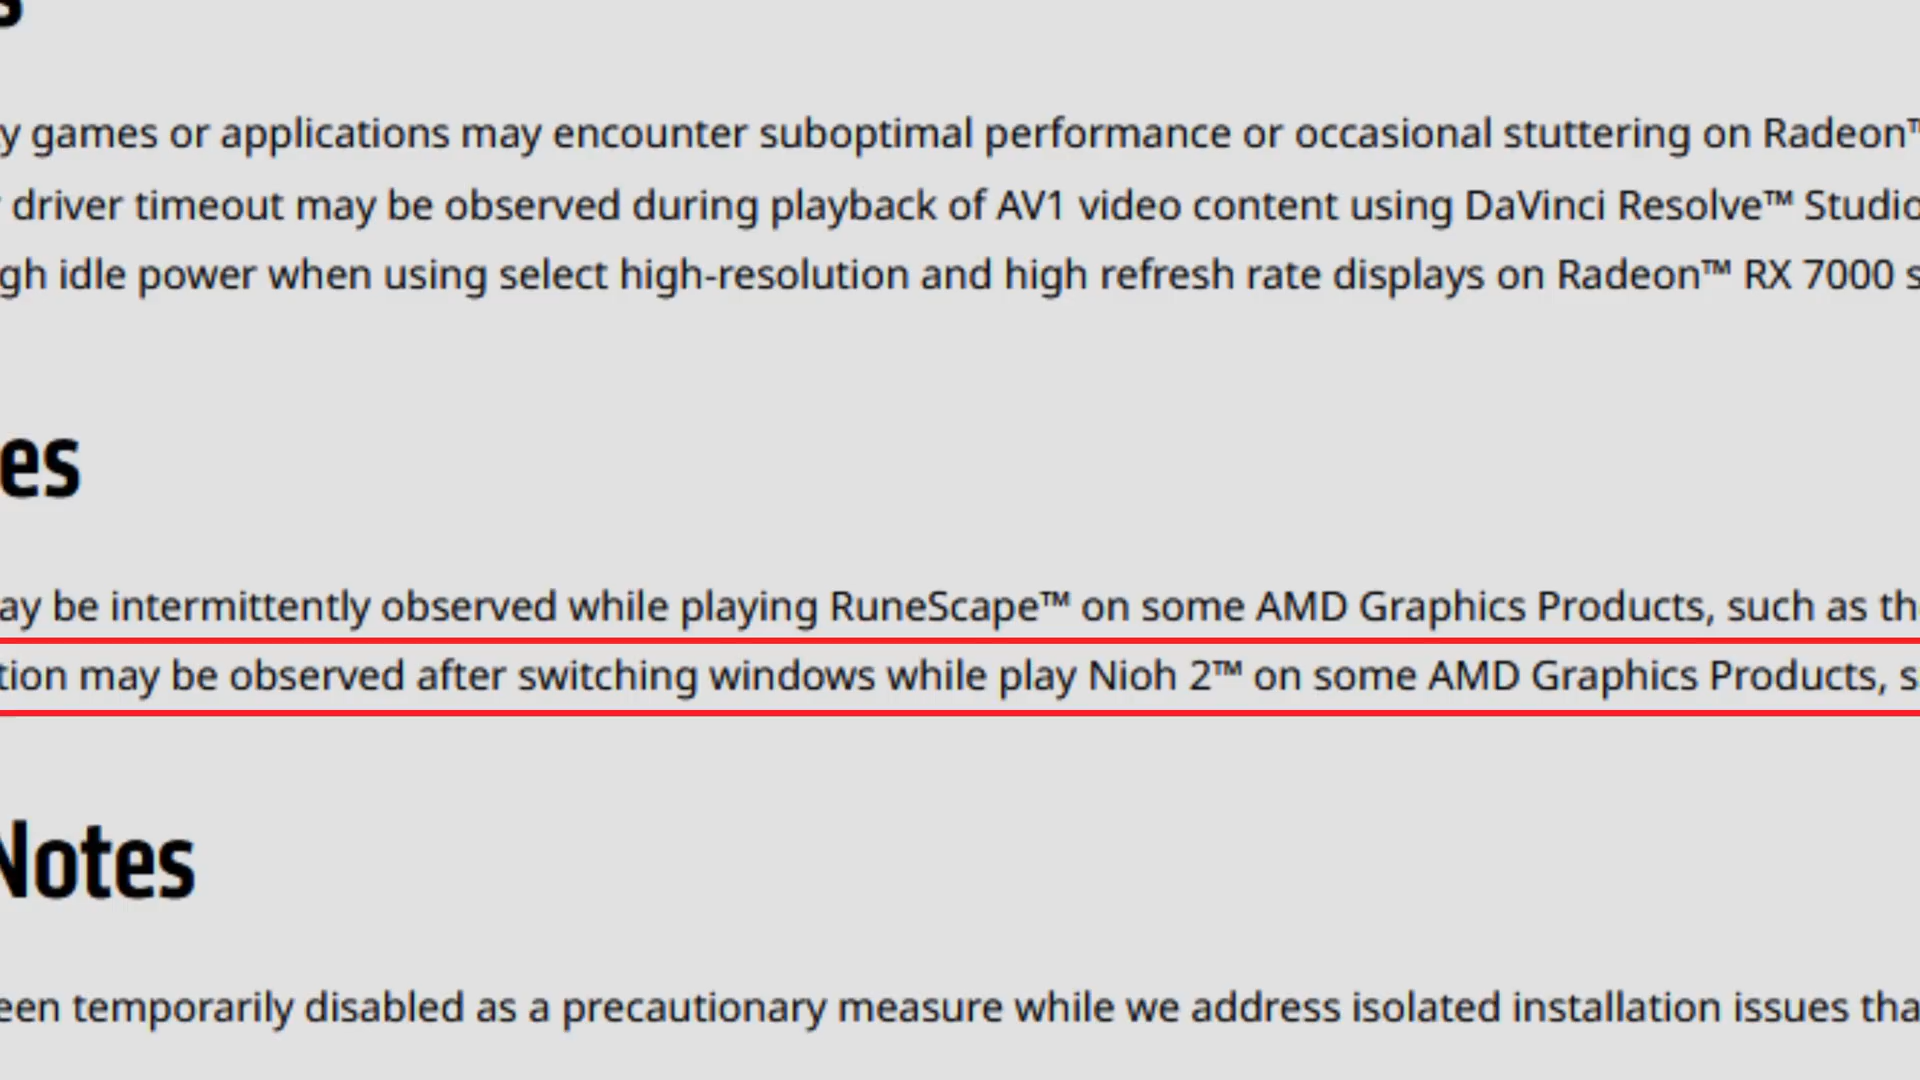 s
y games or applications may encounter suboptimal performance or occasional stuttering on Radeon™
driver timeout may be observed during playback of AV1 video content using DaVinci Resolve™ Studio
gh idle power when using select high-resolution and high refresh rate displays on Radeon™ RX 7000 s
es
ay be intermittently observed while playing RuneScape™ on some AMD Graphics Products, such as th
tion may be observed after switching windows while play Nioh 2™ on some AMD Graphics Products, s
Notes
een temporarily disabled as a precautionary measure while we address isolated installation issues tha